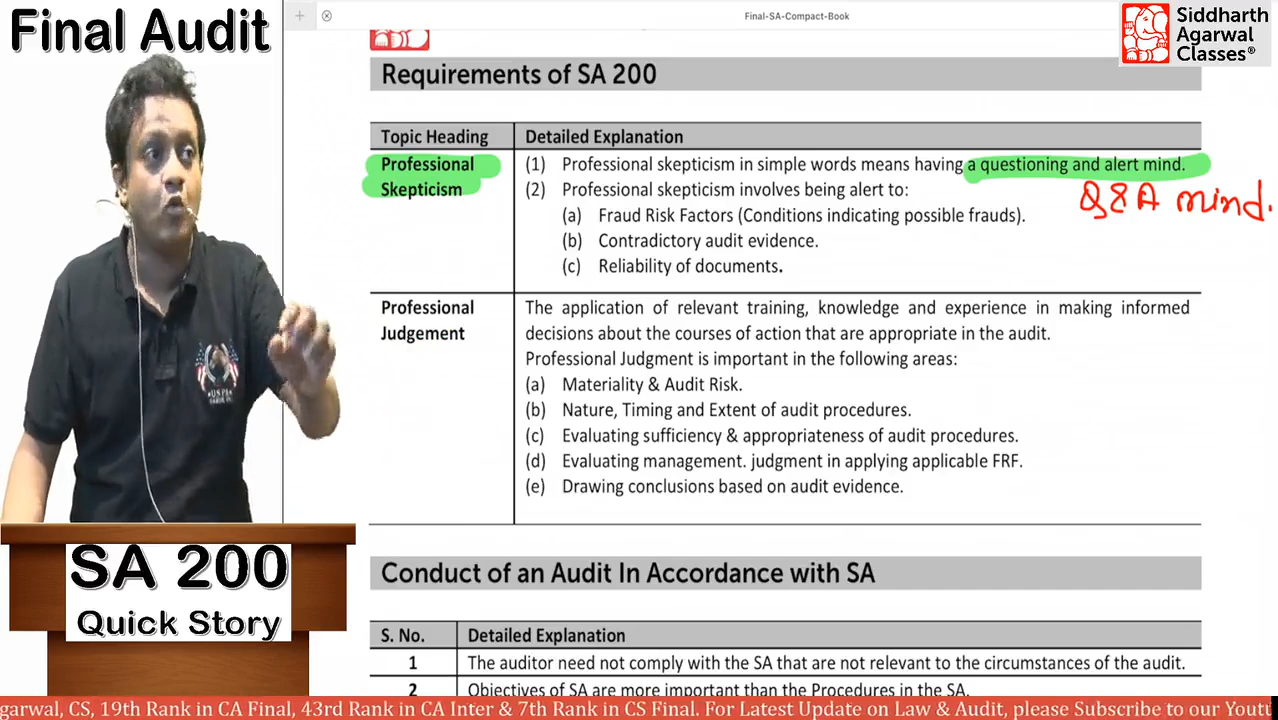 Final Audit
Final-SA-Compact-Book
Siddharth
Agarwal
Classes®
Requirements of SA 200
Topic Heading Detailed Explanation
Professional Skepticism
(1) Professional skepticism in simple words means having a questioning and alert mind.
(2) Professional skepticism involves being alert to:
Q & A mind.
(a) Fraud Risk Factors (Conditions indicating possible frauds).
(b) Contradictory audit evidence.
(c) Reliability of documents.
Professional Judgement
The application of relevant training, knowledge and experience in making informed
decisions about the courses of action that are appropriate in the audit.
Professional Judgment is important in the following areas:
(a) Materiality & Audit Risk.
(b) Nature, Timing and Extent of audit procedures.
(c) Evaluating sufficiency & appropriateness of audit procedures.
(d) Evaluating management. judgment in applying applicable FRF.
(e) Drawing conclusions based on audit evidence.
Conduct of an Audit In Accordance with SA
S. No. Detailed Explanation
1 The auditor need not comply with the SA that are not relevant to the circumstances of the audit.
2 Objectives of SA are more important than the Procedures in the SA.
SA 200
Quick Story
garwal, CS, 19th Rank in CA Final, 43rd Rank in CA Inter & 7th Rank in CS Final. For Latest Update on Law & Audit, please Subscribe to our Youtu